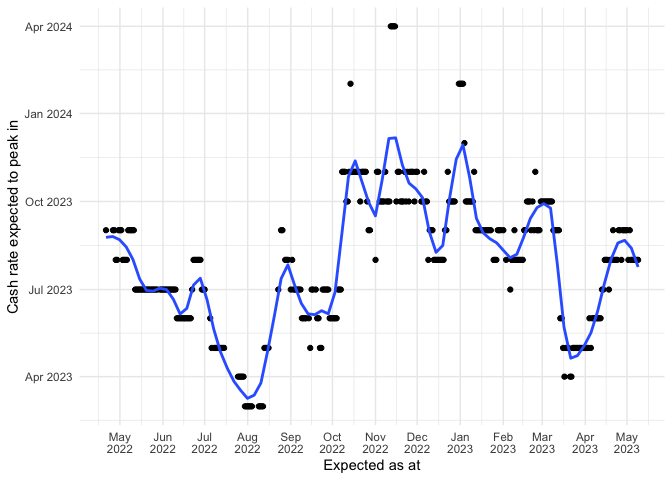 Cash rate expected to peak in
Apr 2024
Jan 2024
Oct 2023
Jul 2023
Apr 2023
May Jun Jul Aug Sep Oct Nov Dec Jan Feb Mar Apr May
2022 2022 2022 2022 2022 2022 2022 2022 2023 2023 2023 2023 2023
Expected as at